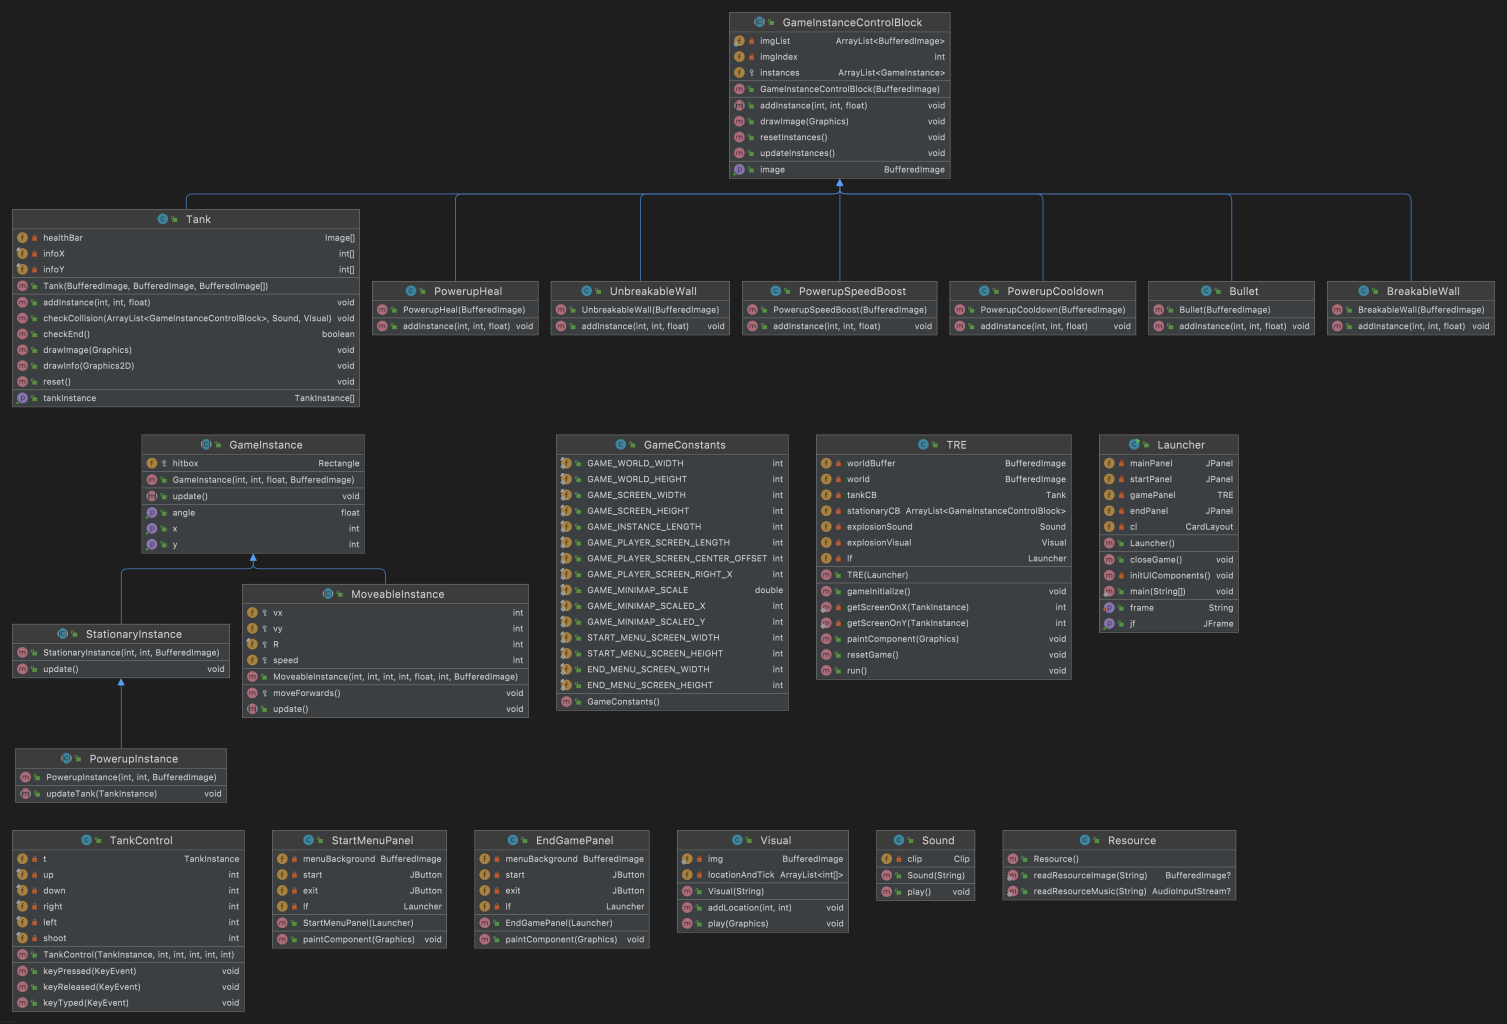 GameInstanceControlBlock
imgList ArrayList<BufferedImage>
imgIndex int
instances ArrayList<GameInstance>
GameInstanceControlBlock(BufferedImage)
addInstance(int, int, float) void
drawImage(Graphics) void
resetInstances() void
updateInstances() void
image BufferedImage
Tank
healthBar Image[]
infoX int[]
infoY int[]
Tank(BufferedImage, BufferedImage, BufferedImage[])
addInstance(int, int, float) void
checkCollision(ArrayList<GameInstanceControlBlock>, Sound, Visual) void
checkEnd() boolean
drawImage(Graphics) void
drawInfo(Graphics2D) void
reset() void
tankInstance TankInstance[]
PowerupHeal
PowerupHeal(BufferedImage)
addInstance(int, int, float) void
UnbreakableWall
UnbreakableWall(BufferedImage)
addInstance(int, int, float) void
PowerupSpeedBoost
PowerupSpeedBoost(BufferedImage)
addInstance(int, int, float) void
PowerupCooldown
PowerupCooldown(BufferedImage)
addInstance(int, int, float) void
Bullet
Bullet(BufferedImage)
addInstance(int, int, float) void
BreakableWall
BreakableWall(BufferedImage)
addInstance(int, int, float) void
GameInstance
hitbox Rectangle
GameInstance(int, int, float, BufferedImage)
update() void
angle float
x int
y int
StationaryInstance
StationaryInstance(int, int, BufferedImage)
update() void
MoveableInstance
vx int
vy int
R int
speed int
MoveableInstance(int, int, int, int, float, int, BufferedImage)
moveForwards() void
update() void
PowerupInstance
PowerupInstance(int, int, BufferedImage)
updateTank(TankInstance) void
GameConstants
GAME_WORLD_WIDTH int
GAME_WORLD_HEIGHT int
GAME_SCREEN_WIDTH int
GAME_SCREEN_HEIGHT int
GAME_INSTANCE_LENGTH int
GAME_PLAYER_SCREEN_LENGTH int
GAME_PLAYER_SCREEN_CENTER_OFFSET int
GAME_PLAYER_SCREEN_RIGHT_X int
GAME_MINIMAP_SCALE double
GAME_MINIMAP_SCALED_X int
GAME_MINIMAP_SCALED_Y int
START_MENU_SCREEN_WIDTH int
START_MENU_SCREEN_HEIGHT int
END_MENU_SCREEN_WIDTH int
END_MENU_SCREEN_HEIGHT int
GameConstants()
TRE
worldBuffer BufferedImage
world BufferedImage
tankCB Tank
stationaryCB ArrayList<GameInstanceControlBlock>
explosionSound Sound
explosionVisual Visual
lf Launcher
TRE(Launcher)
gameInitialize() void
getScreenOnX(TankInstance) int
getScreenOnY(TankInstance) int
paintComponent(Graphics) void
resetGame() void
run() void
Launcher
mainPanel JPanel
startPanel JPanel
gamePanel TRE
endPanel JPanel
cl CardLayout
Launcher()
closeGame() void
initUIComponents() void
main(String[]) void
frame String
jf JFrame
TankControl
t TankInstance
up int
down int
right int
left int
shoot int
TankControl(TankInstance, int, int, int, int, int)
keyPressed(KeyEvent) void
keyReleased(KeyEvent) void
keyTyped(KeyEvent) void
StartMenuPanel
menuBackground BufferedImage
start JButton
exit JButton
lf Launcher
StartMenuPanel(Launcher)
paintComponent(Graphics) void
EndGamePanel
menuBackground BufferedImage
start JButton
exit JButton
lf Launcher
EndGamePanel(Launcher)
paintComponent(Graphics) void
Visual
img BufferedImage
locationAndTick ArrayList<int[]>
Visual(String)
addLocation(int, int) void
play(Graphics) void
Sound
clip Clip
Sound(String)
play() void
Resource
Resource()
readResourceImage(String) BufferedImage?
readResourceMusic(String) AudioInputStream?